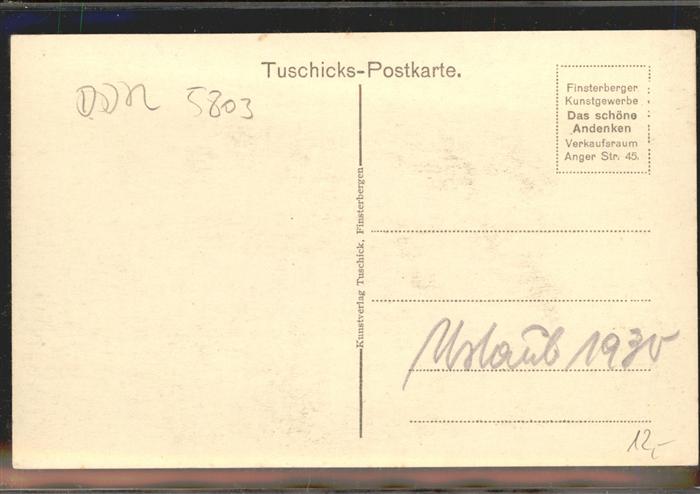 Tuschicks-Postkarte.
DDR 5803
Finsterberger
Kunstgewerbe
Das schöne
Andenken
Verkaufsraum
Anger Str. 45.
Kunstverlag Tuschick, Finsterbergen
Urlaub 1930
12,-